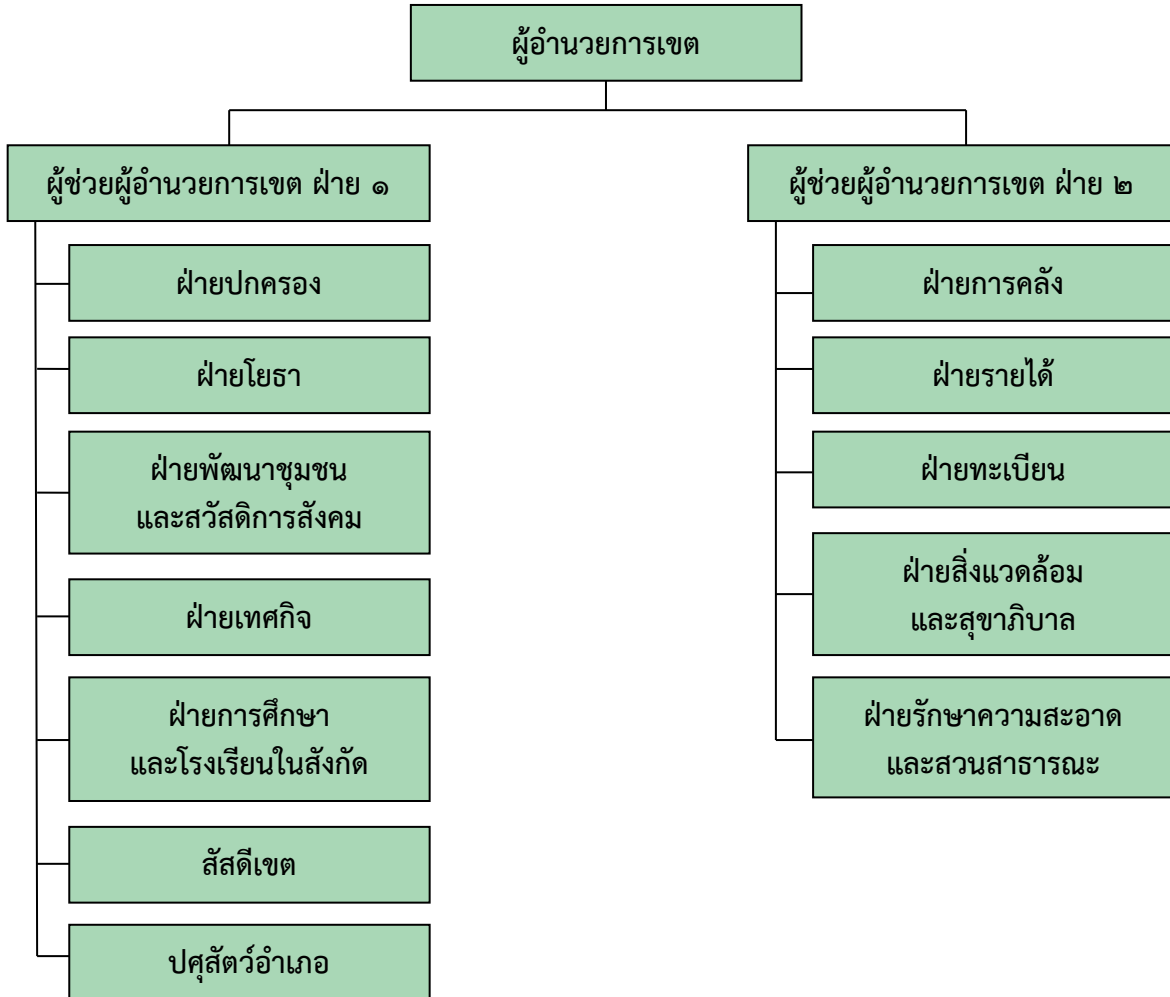 ผู้อำนวยการเขต
ผู้ช่วยผู้อำนวยการเขต ฝ่าย ๑
ฝ่ายปกครอง
ฝ่ายโยธา
ฝ่ายพัฒนาชุมชน
และสวัสดิการสังคม
ฝ่ายเทศกิจ
ฝ่ายการศึกษา
และโรงเรียนในสังกัด
สัสดีเขต
ปศุสัตว์อำเภอ
ผู้ช่วยผู้อำนวยการเขต ฝ่าย ๒
ฝ่ายการคลัง
ฝ่ายรายได้
ฝ่ายทะเบียน
ฝ่ายสิ่งแวดล้อม
และสุขาภิบาล
ฝ่ายรักษาความสะอาด
และสวนสาธารณะ